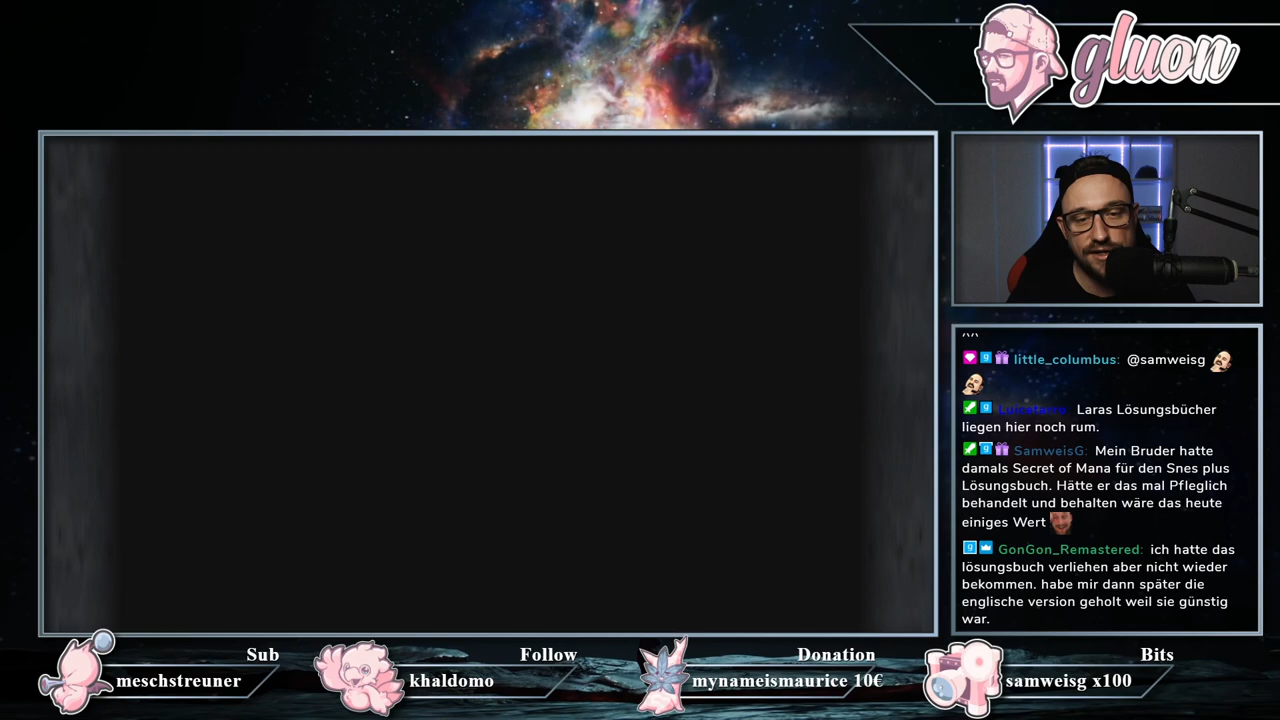 gluon
little_columbus: @samweisg
Laras Lösungsbücher
liegen hier noch rum.
SamweisG: Mein Bruder hatte
damals Secret of Mana für den Snes plus
Lösungsbuch. Hätte er das mal Pfleglich
behandelt und behalten wäre das heute
einiges Wert
GonGon_Remastered: ich hatte das
lösungsbuch verliehen aber nicht wieder
bekommen. habe mir dann später die
englische version geholt weil sie günstig
war.
Sub
meschstreuner
Follow
khaldomo
Donation
mynameismaurice 10€
Bits
samweisg x100